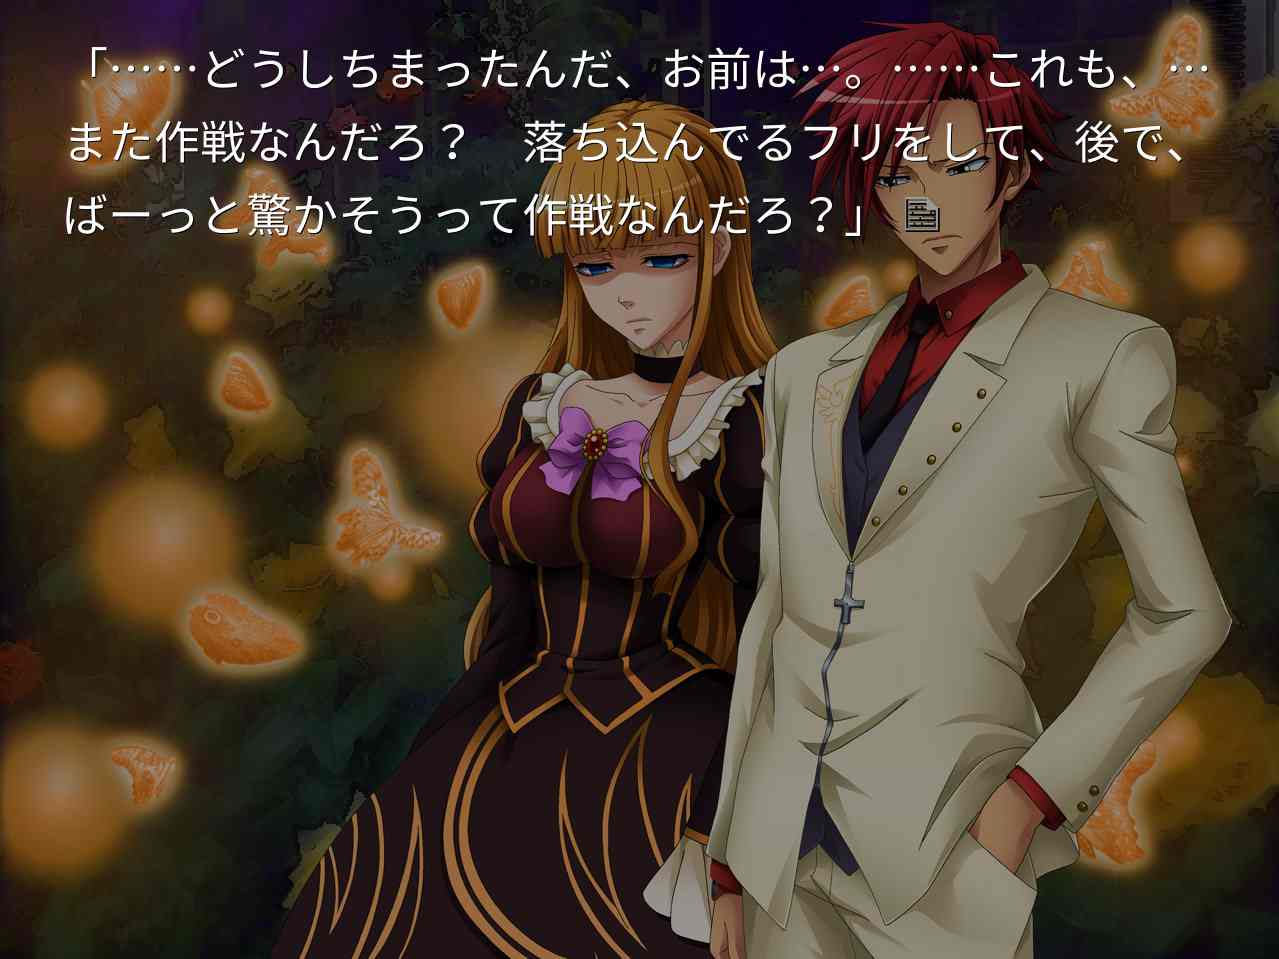 「……どうしちまったんだ、お前は…。……これも、…
また作戦なんだろ？　落ち込んでるフリをして、後で、
ばーっと驚かそうって作戦なんだろ？」